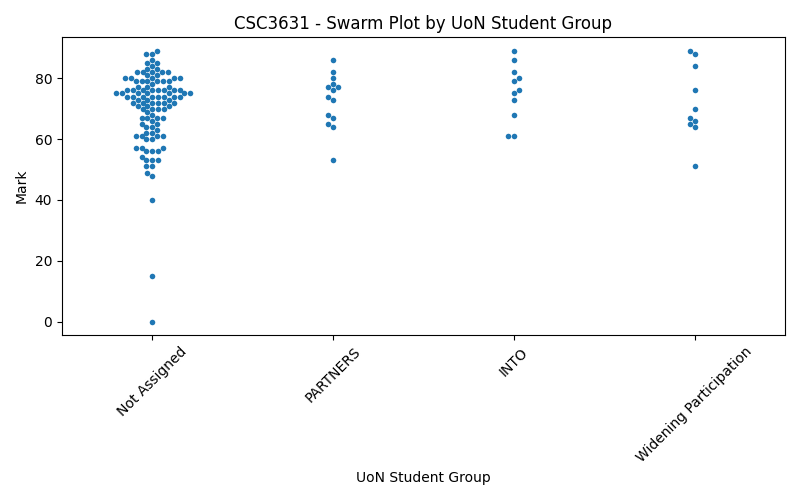 CSC3631 - Swarm Plot by UoN Student Group
Mark
80
60
40
20
0
Not Assigned
PARTNERS
INTO
Widening Participation
UoN Student Group